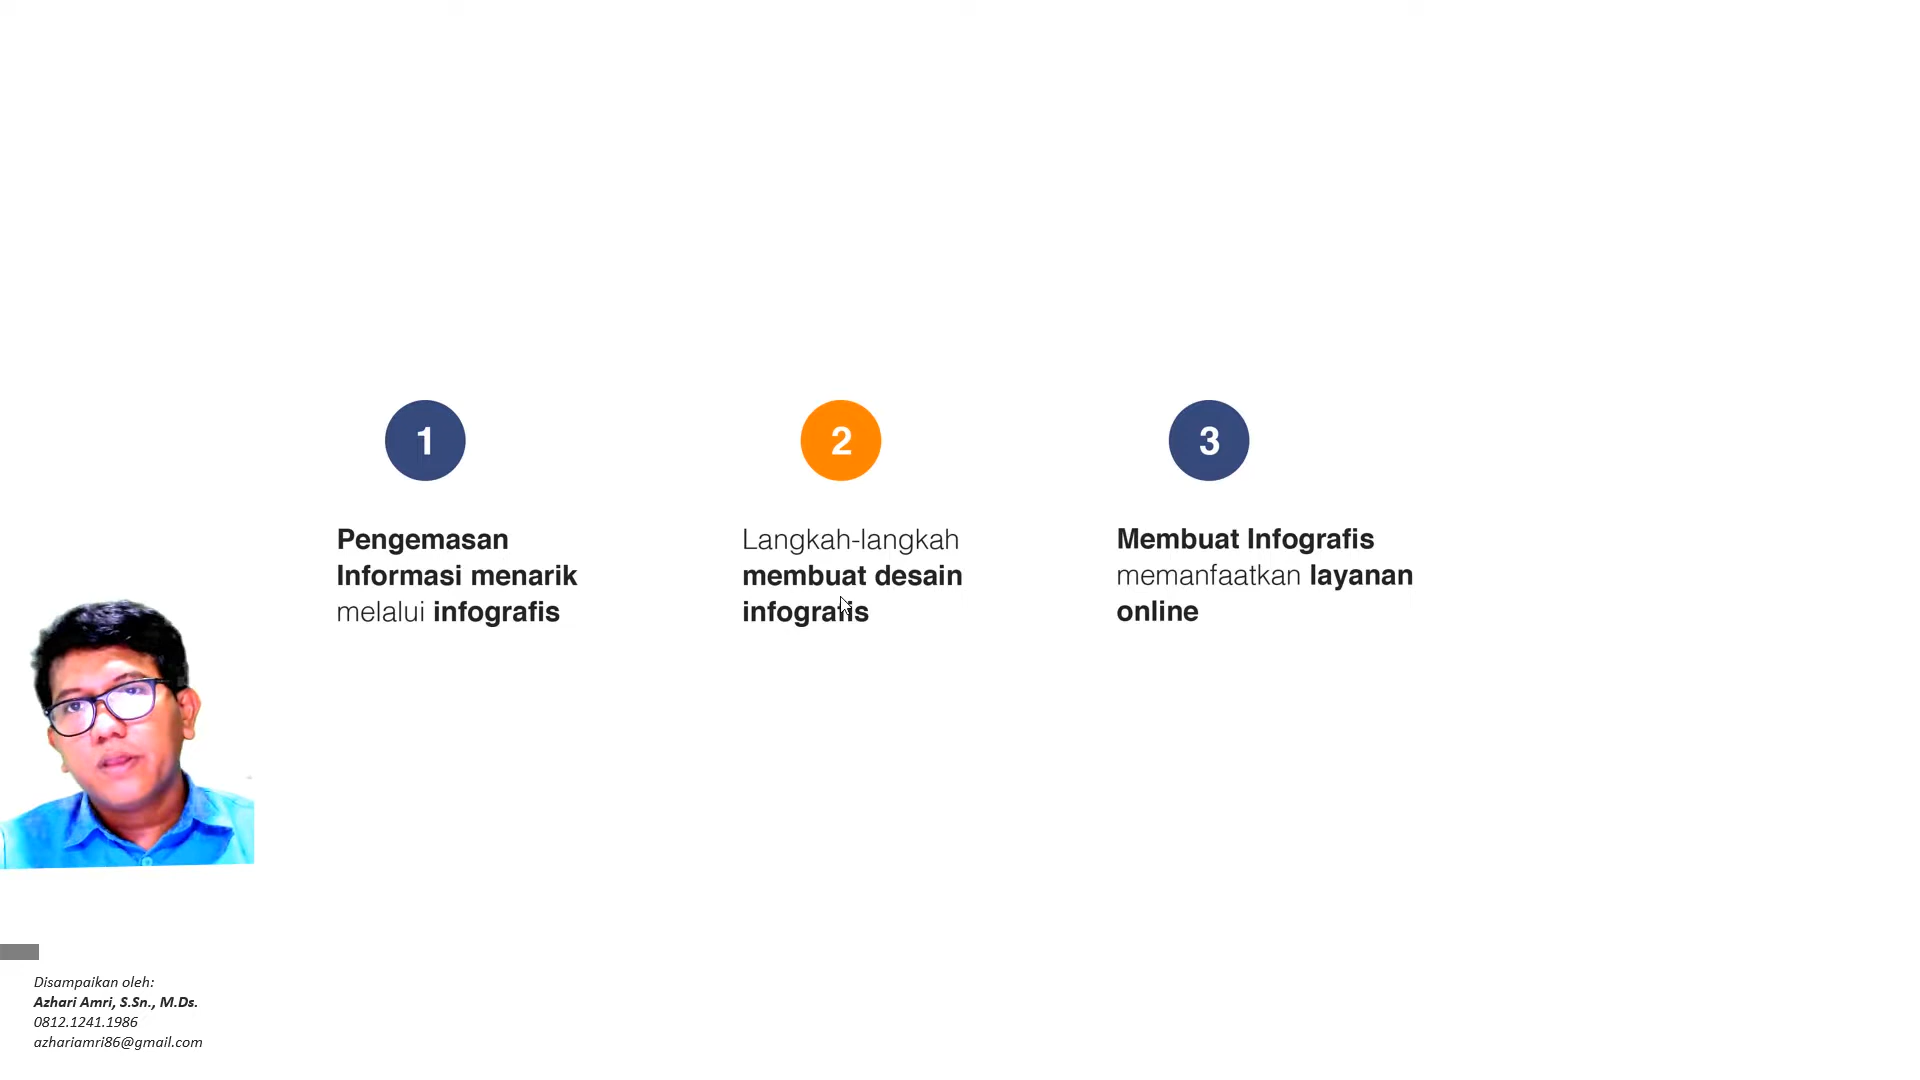 1
Pengemasan
Informasi menarik
melalui infografis
2
Langkah-langkah
membuat desain
infografis
3
Membuat Infografis
memanfaatkan layanan
online
Disampaikan oleh:
Azhari Amri, S.Sn., M.Ds.
0812.1241.1986
azhariamri86@gmail.com